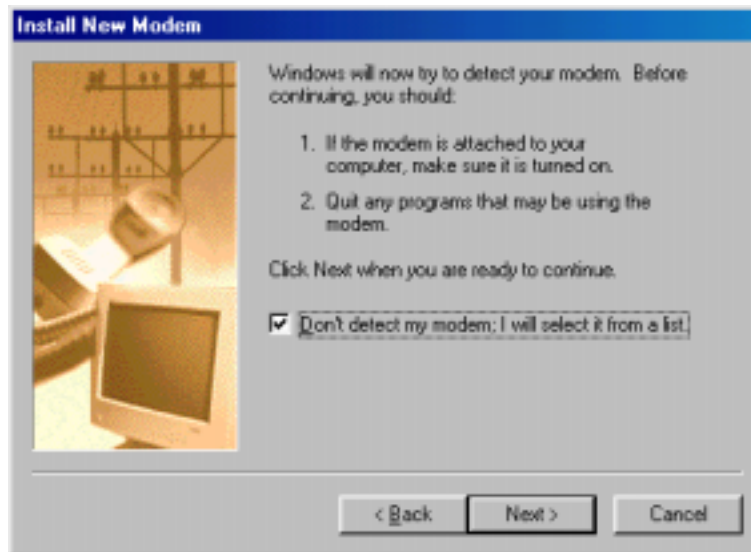 Install New Modem
Windows will now try to detect your modem. Before
continuing, you should:
1. If the modem is attached to your
computer, make sure it is turned on.
2. Quit any programs that may be using the
modem.
Click Next when you are ready to continue.
Don't detect my modem; I will select it from a list.
< Back
Next >
Cancel